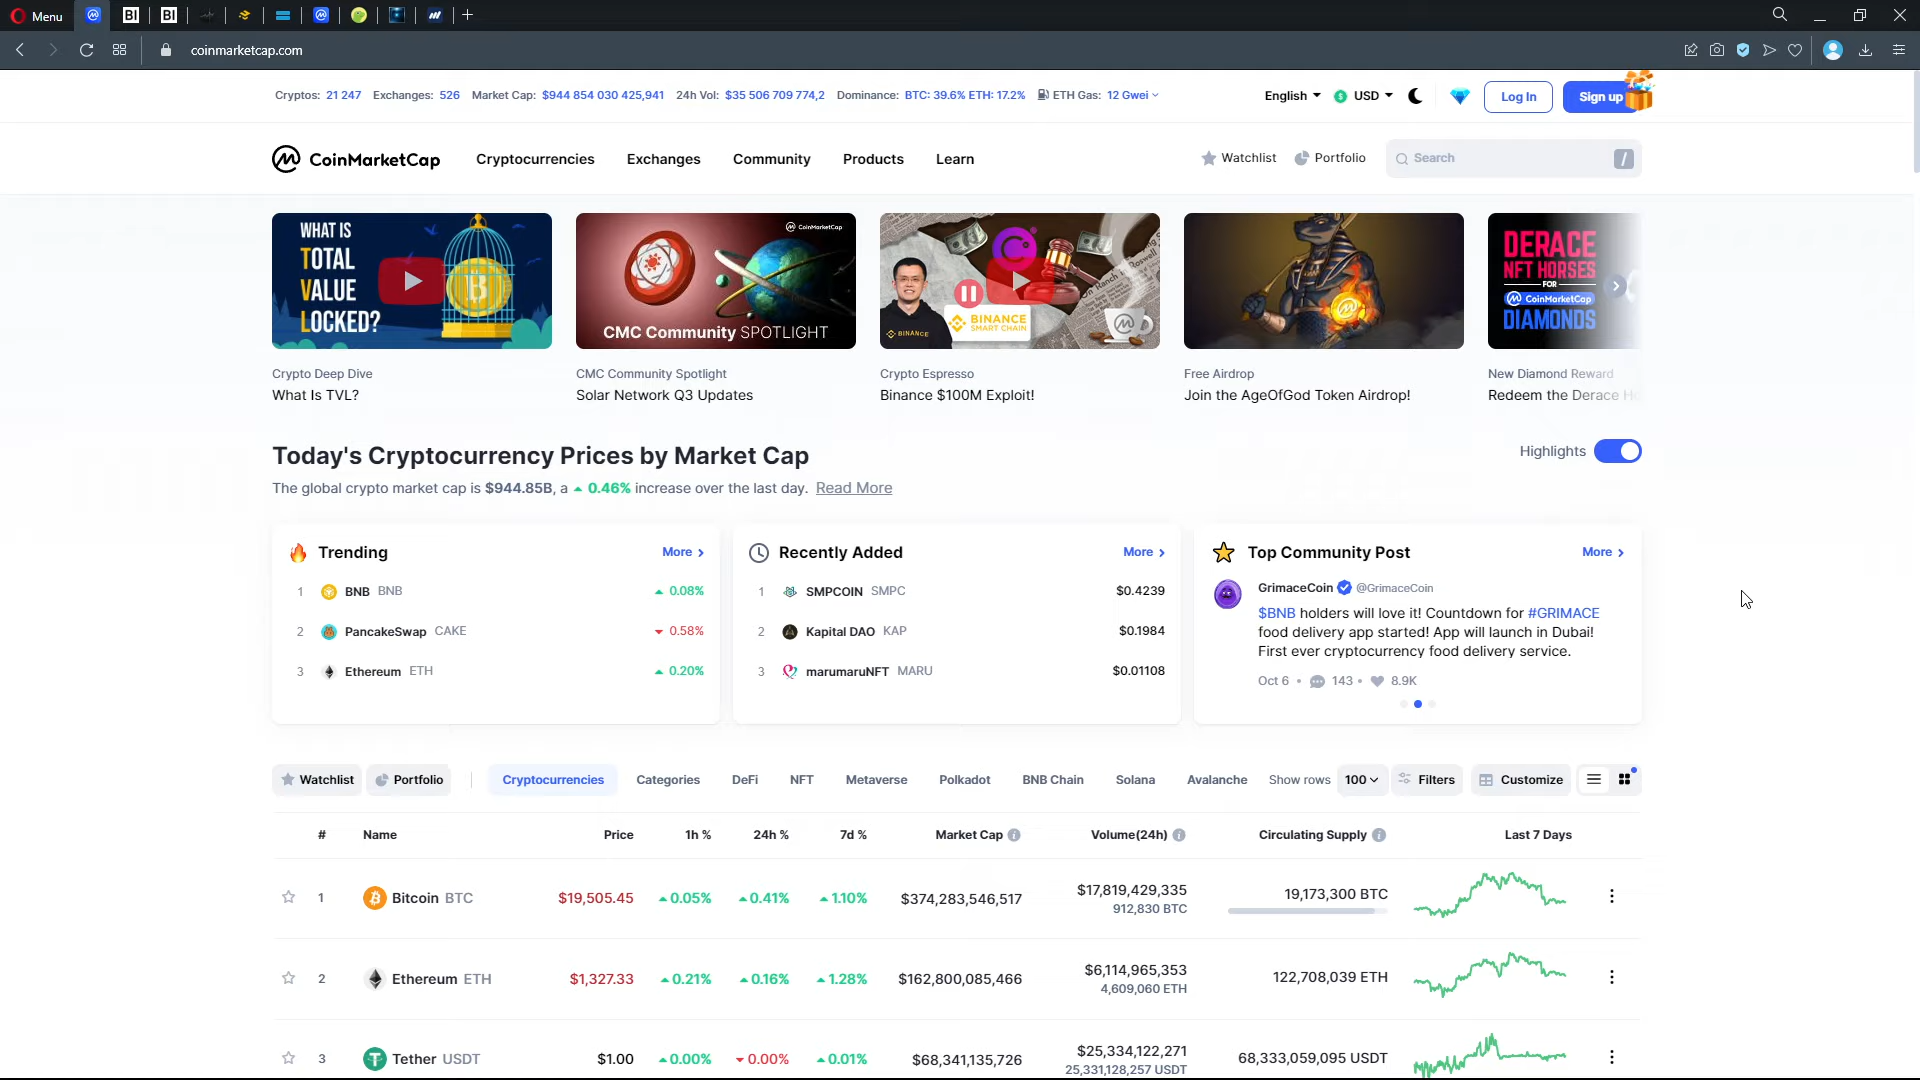 Menu
BI
BI
coinmarketcap.com
Cryptos: 21 247 Exchanges: 526 Market Cap: $944 854 030 425,941 24h Vol: $35 506 709 774,2 Dominance: BTC: 39.6% ETH: 17.2% ETH Gas: 12 Gwei
English USD Log In Sign up
CoinMarketCap Cryptocurrencies Exchanges Community Products Learn Watchlist Portfolio Search /
WHAT IS
TOTAL
VALUE
LOCKED?
CoinMarketCap
CMC Community SPOTLIGHT
BINANCE
BINANCE
SMART CHAIN
DERACE
NFT HORSES
FOR
CoinMarketCap
DIAMONDS
Crypto Deep Dive
What Is TVL?
CMC Community Spotlight
Solar Network Q3 Updates
Crypto Espresso
Binance $100M Exploit!
Free Airdrop
Join the AgeOfGod Token Airdrop!
New Diamond Reward
Redeem the Derace
Today's Cryptocurrency Prices by Market Cap
Highlights
The global crypto market cap is $944.85B, a 0.46% increase over the last day. Read More
Trending More
1 BNB BNB 0.08%
2 PancakeSwap CAKE 0.58%
3 Ethereum ETH 0.20%
Recently Added More
1 SMPCOIN SMPC $0.4239
2 Kapital DAO KAP $0.1984
3 marumaruNFT MARU $0.01108
Top Community Post More
GrimaceCoin @GrimaceCoin
$BNB holders will love it! Countdown for #GRIMACE
food delivery app started! App will launch in Dubai!
First ever cryptocurrency food delivery service.
Oct 6 • 143 • 8.9K
Watchlist Portfolio Cryptocurrencies Categories DeFi NFT Metaverse Polkadot BNB Chain Solana Avalanche Show rows 100 Filters Customize
# Name Price 1h % 24h % 7d % Market Cap Volume(24h) Circulating Supply Last 7 Days
1 Bitcoin BTC $19,505.45 0.05% 0.41% 1.10% $374,283,546,517 $17,819,429,335 19,173,300 BTC
912,830 BTC
2 Ethereum ETH $1,327.33 0.21% 0.16% 1.28% $162,800,085,466 $6,114,965,353 122,708,039 ETH
4,609,060 ETH
3 Tether USDT $1.00 0.00% 0.00% 0.01% $68,341,135,726 $25,334,122,271 68,333,059,095 USDT
25,331,128,257 USDT